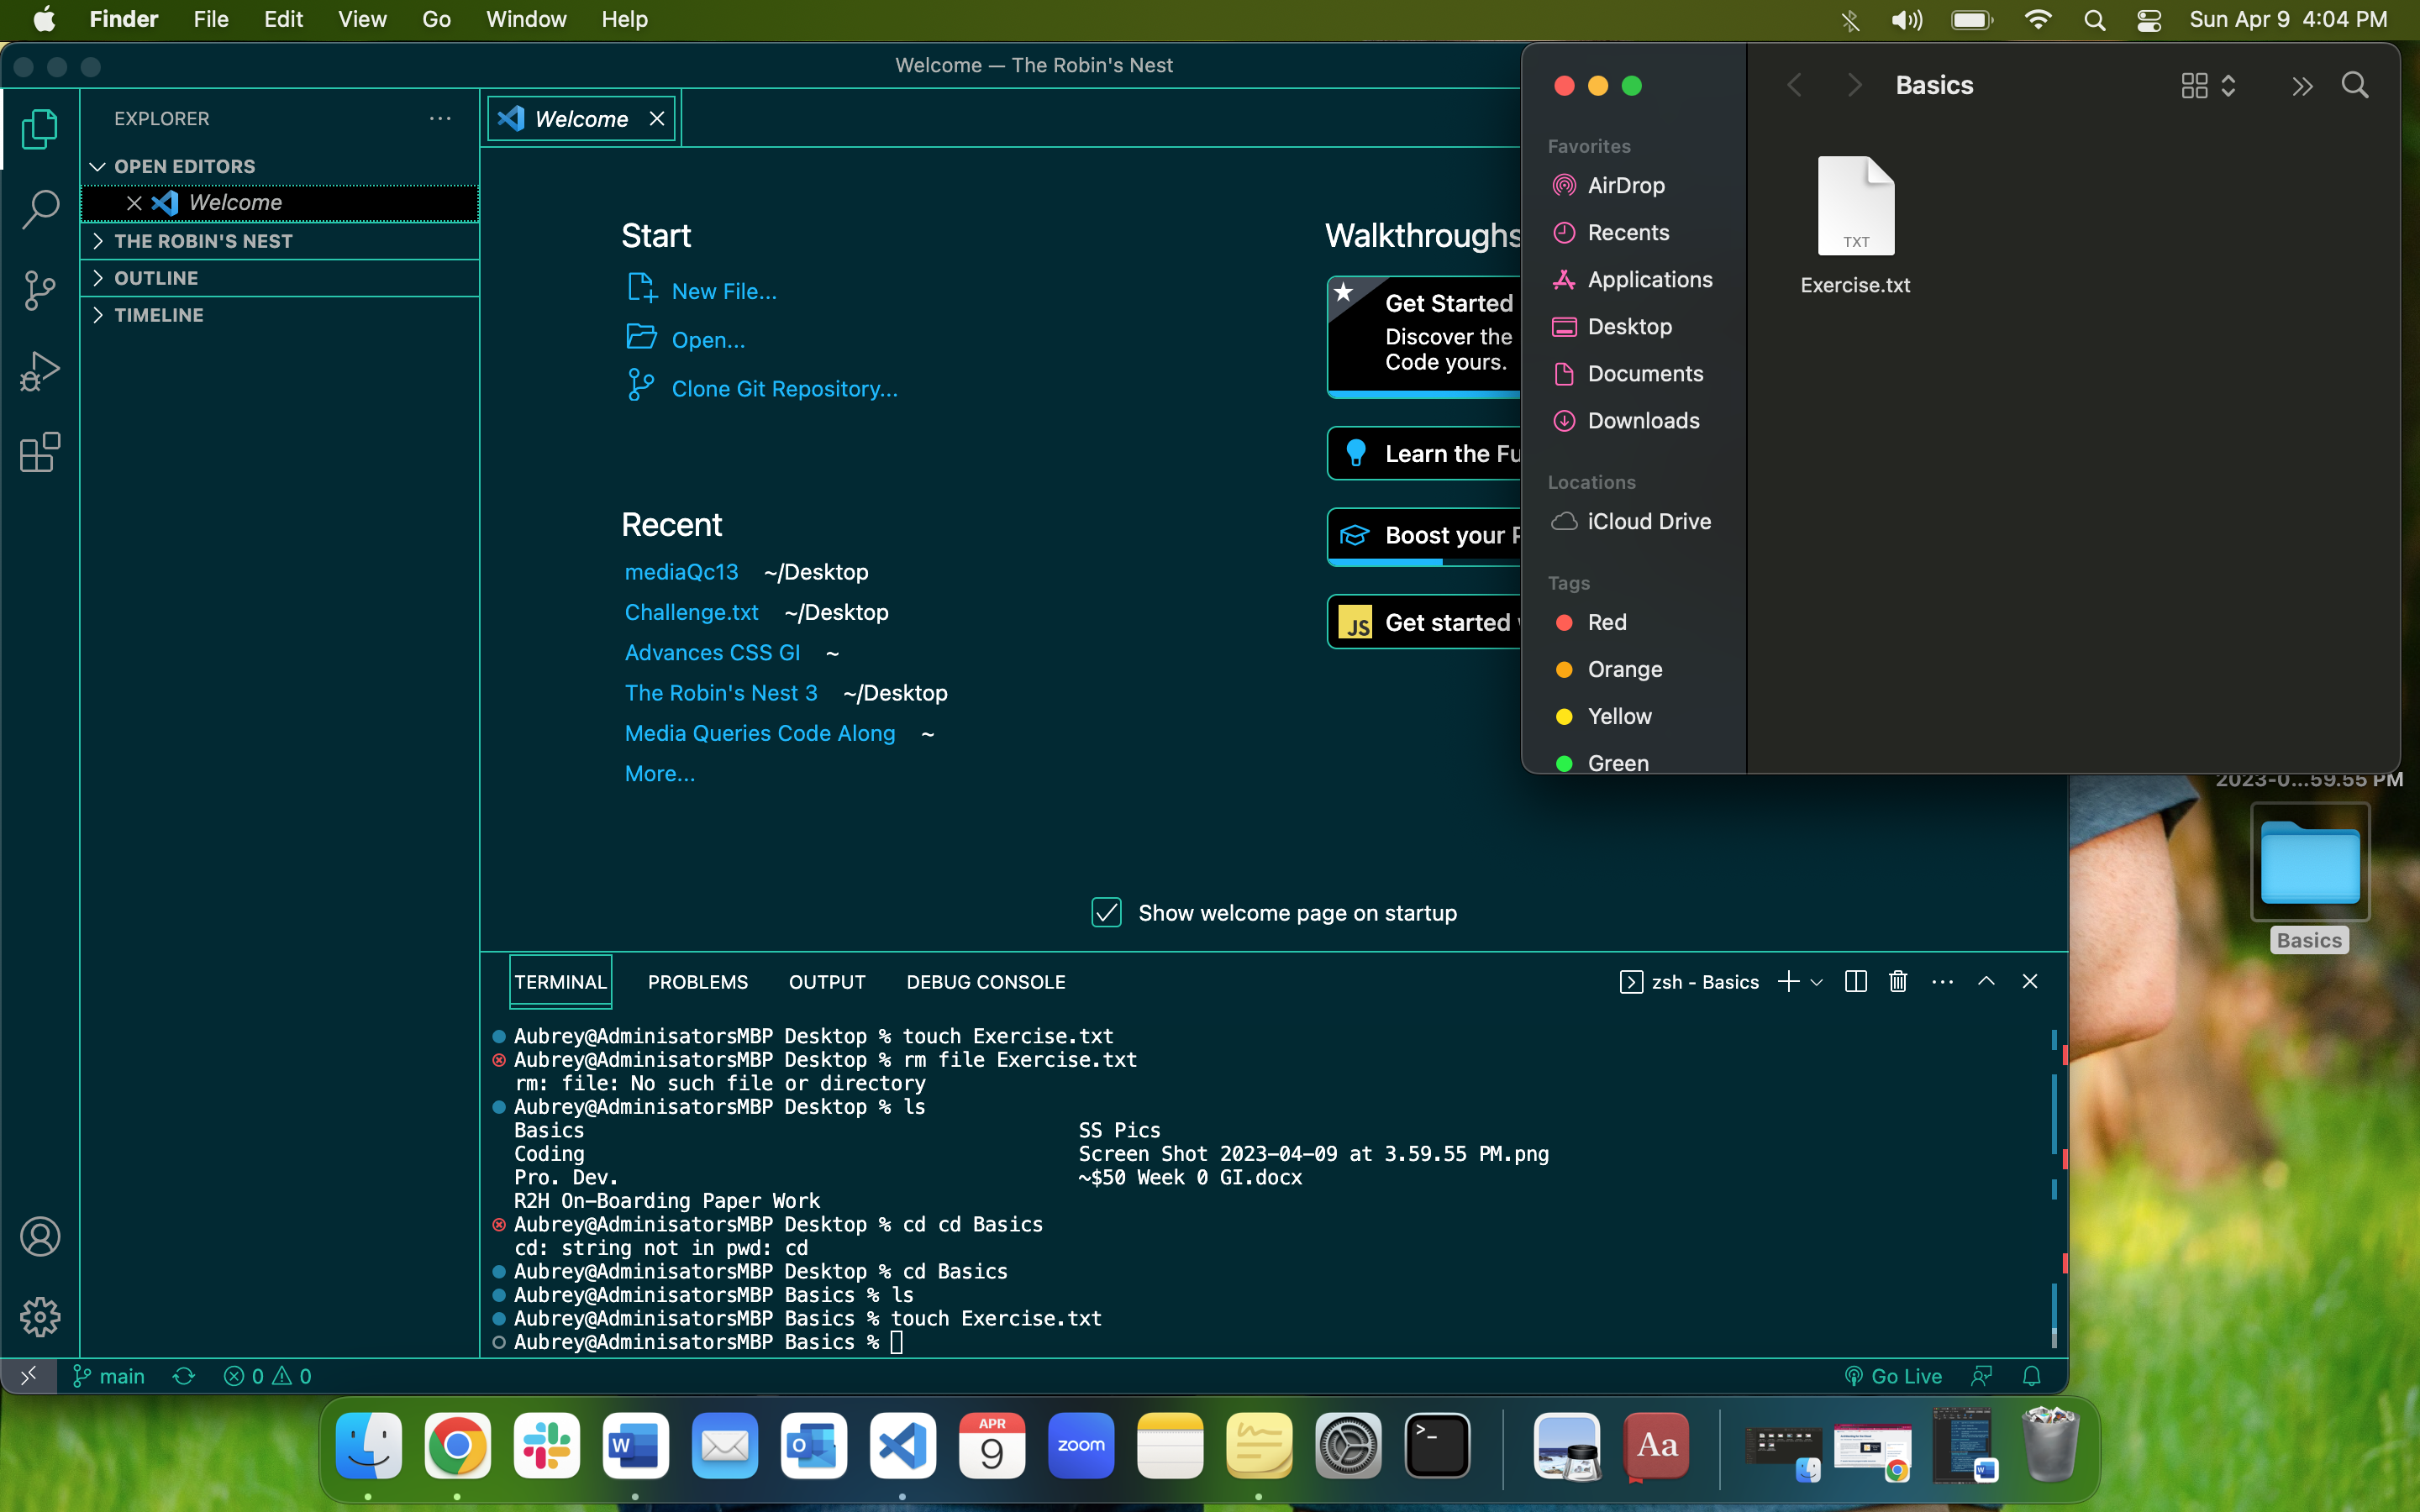 Finder File Edit View Go Window Help
Sun Apr 9 4:04 PM
Welcome — The Robin's Nest
EXPLORER
OPEN EDITORS
Welcome
THE ROBIN'S NEST
OUTLINE
TIMELINE
Welcome
Start
New File...
Open...
Clone Git Repository...
Recent
mediaQc13 ~/Desktop
Challenge.txt ~/Desktop
Advances CSS GI ~
The Robin's Nest 3 ~/Desktop
Media Queries Code Along ~
More...
Walkthroughs
Get Started
Discover the
Code yours.
Learn the Fu
Boost your
JS Get started
Show welcome page on startup
Basics
Favorites
AirDrop
Recents
Applications
Desktop
Documents
Downloads
Locations
iCloud Drive
Tags
Red
Orange
Yellow
Green
TXT
Exercise.txt
2023-0...59.55 PM
Basics
TERMINAL PROBLEMS OUTPUT DEBUG CONSOLE
zsh - Basics
Aubrey@AdminisatorsMBP Desktop % touch Exercise.txt
Aubrey@AdminisatorsMBP Desktop % rm file Exercise.txt
rm: file: No such file or directory
Aubrey@AdminisatorsMBP Desktop % ls
Basics SS Pics
Coding Screen Shot 2023-04-09 at 3.59.55 PM.png
Pro. Dev. ~$50 Week 0 GI.docx
R2H On-Boarding Paper Work
Aubrey@AdminisatorsMBP Desktop % cd cd Basics
cd: string not in pwd: cd
Aubrey@AdminisatorsMBP Desktop % cd Basics
Aubrey@AdminisatorsMBP Basics % ls
Aubrey@AdminisatorsMBP Basics % touch Exercise.txt
Aubrey@AdminisatorsMBP Basics %
main 0 0
Go Live
W
O
APR
9
zoom
>_
Aa
W